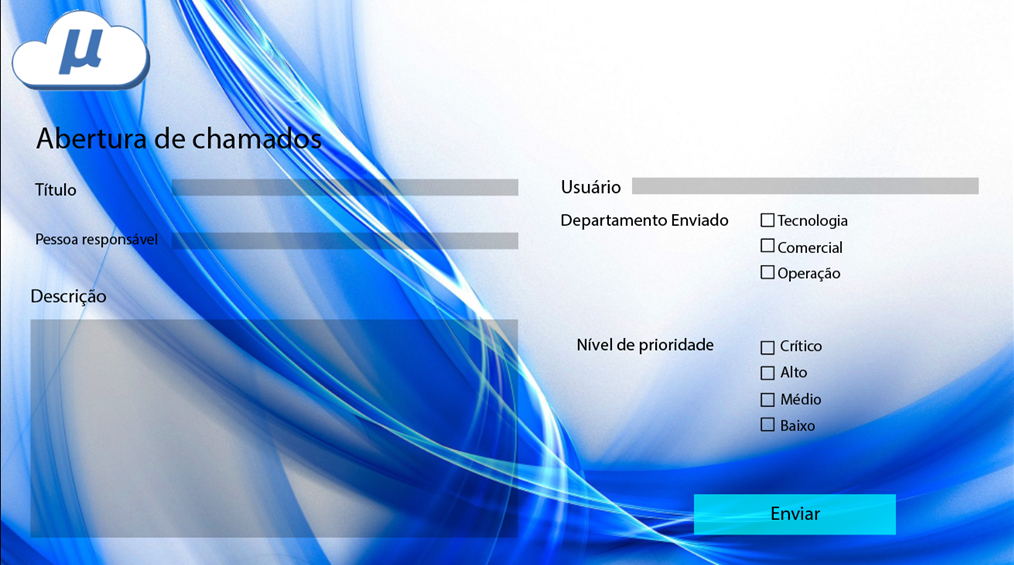 µ
Abertura de chamados
Título
Pessoa responsável
Descrição
Usuário
Departamento Enviado
Tecnologia
Comercial
Operação
Nível de prioridade
Crítico
Alto
Médio
Baixo
Enviar